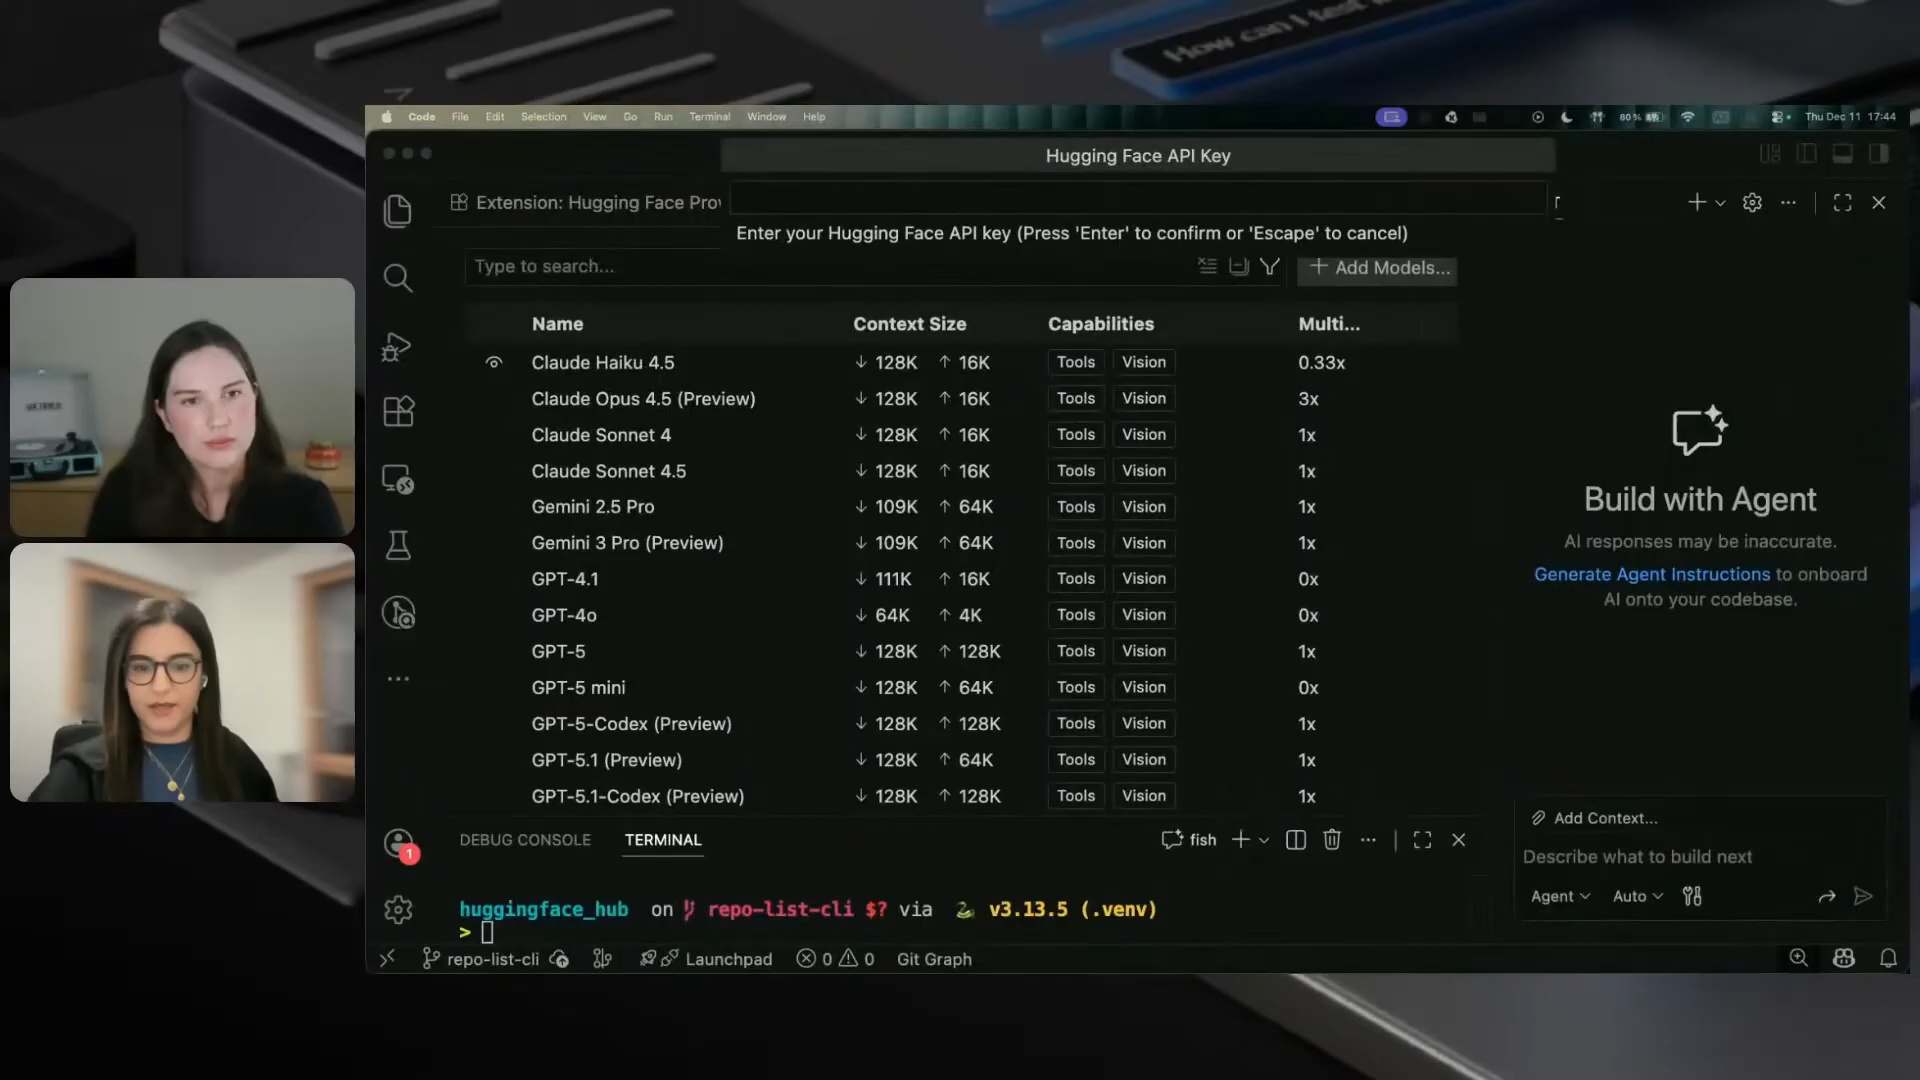 How can I test
Code File Edit Selection View Go Run Terminal Window Help
80% Thu Dec 11 17:44
Hugging Face API Key
Extension: Hugging Face Prov
Enter your Hugging Face API key (Press 'Enter' to confirm or 'Escape' to cancel)
Type to search...
Add Models...
Name Context Size Capabilities Multi...
Claude Haiku 4.5 ↓ 128K ↑ 16K Tools Vision 0.33x
Claude Opus 4.5 (Preview) ↓ 128K ↑ 16K Tools Vision 3x
Claude Sonnet 4 ↓ 128K ↑ 16K Tools Vision 1x
Claude Sonnet 4.5 ↓ 128K ↑ 16K Tools Vision 1x
Gemini 2.5 Pro ↓ 109K ↑ 64K Tools Vision 1x
Gemini 3 Pro (Preview) ↓ 109K ↑ 64K Tools Vision 1x
GPT-4.1 ↓ 111K ↑ 16K Tools Vision 0x
GPT-4o ↓ 64K ↑ 4K Tools Vision 0x
GPT-5 ↓ 128K ↑ 128K Tools Vision 1x
GPT-5 mini ↓ 128K ↑ 64K Tools Vision 0x
GPT-5-Codex (Preview) ↓ 128K ↑ 128K Tools Vision 1x
GPT-5.1 (Preview) ↓ 128K ↑ 64K Tools Vision 1x
GPT-5.1-Codex (Preview) ↓ 128K ↑ 128K Tools Vision 1x
Build with Agent
AI responses may be inaccurate.
Generate Agent Instructions to onboard
AI onto your codebase.
Add Context...
Describe what to build next
Agent Auto
1
DEBUG CONSOLE TERMINAL
fish
huggingface_hub on repo-list-cli $? via v3.13.5 (.venv)
>
repo-list-cli Launchpad 0 0 Git Graph